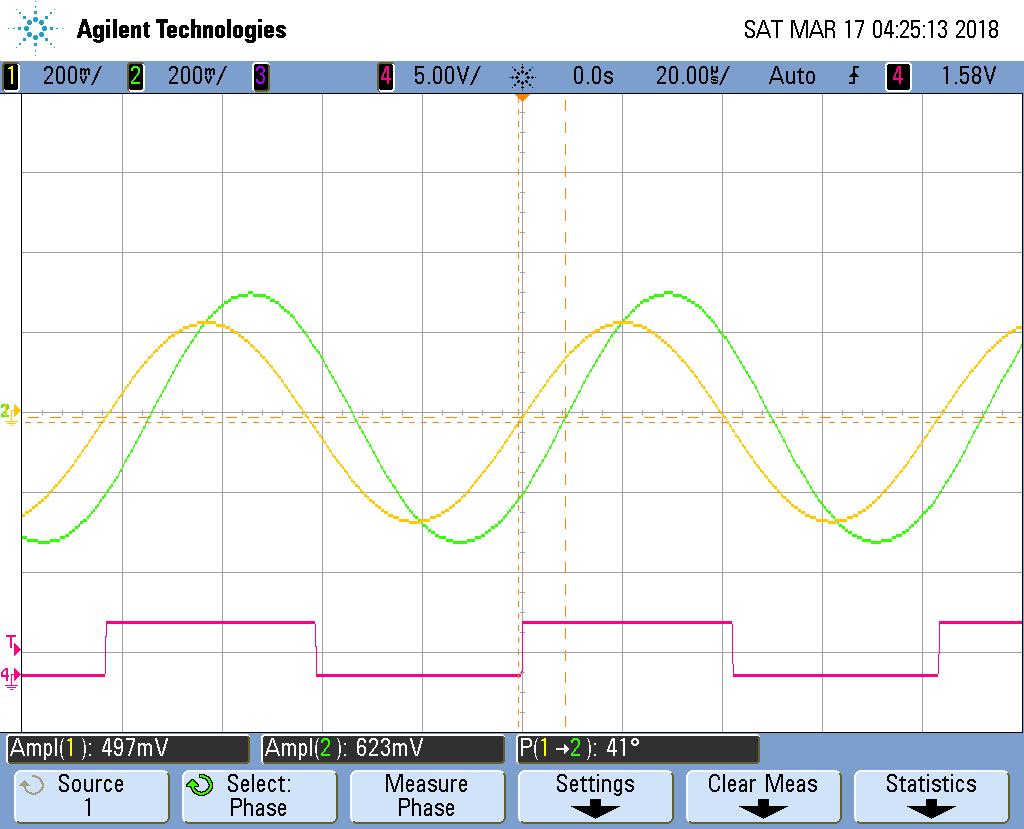 Agilent Technologies SAT MAR 17 04:25:13 2018
1 200mV/ 2 200mV/ 3 4 5.00V/ 0.0s 20.00µs/ Auto 4 1.58V
2
T
4
Ampl(1): 497mV Ampl(2): 623mV P(1→2): 41°
Source Select: Measure Settings Clear Meas Statistics
1 Phase Phase